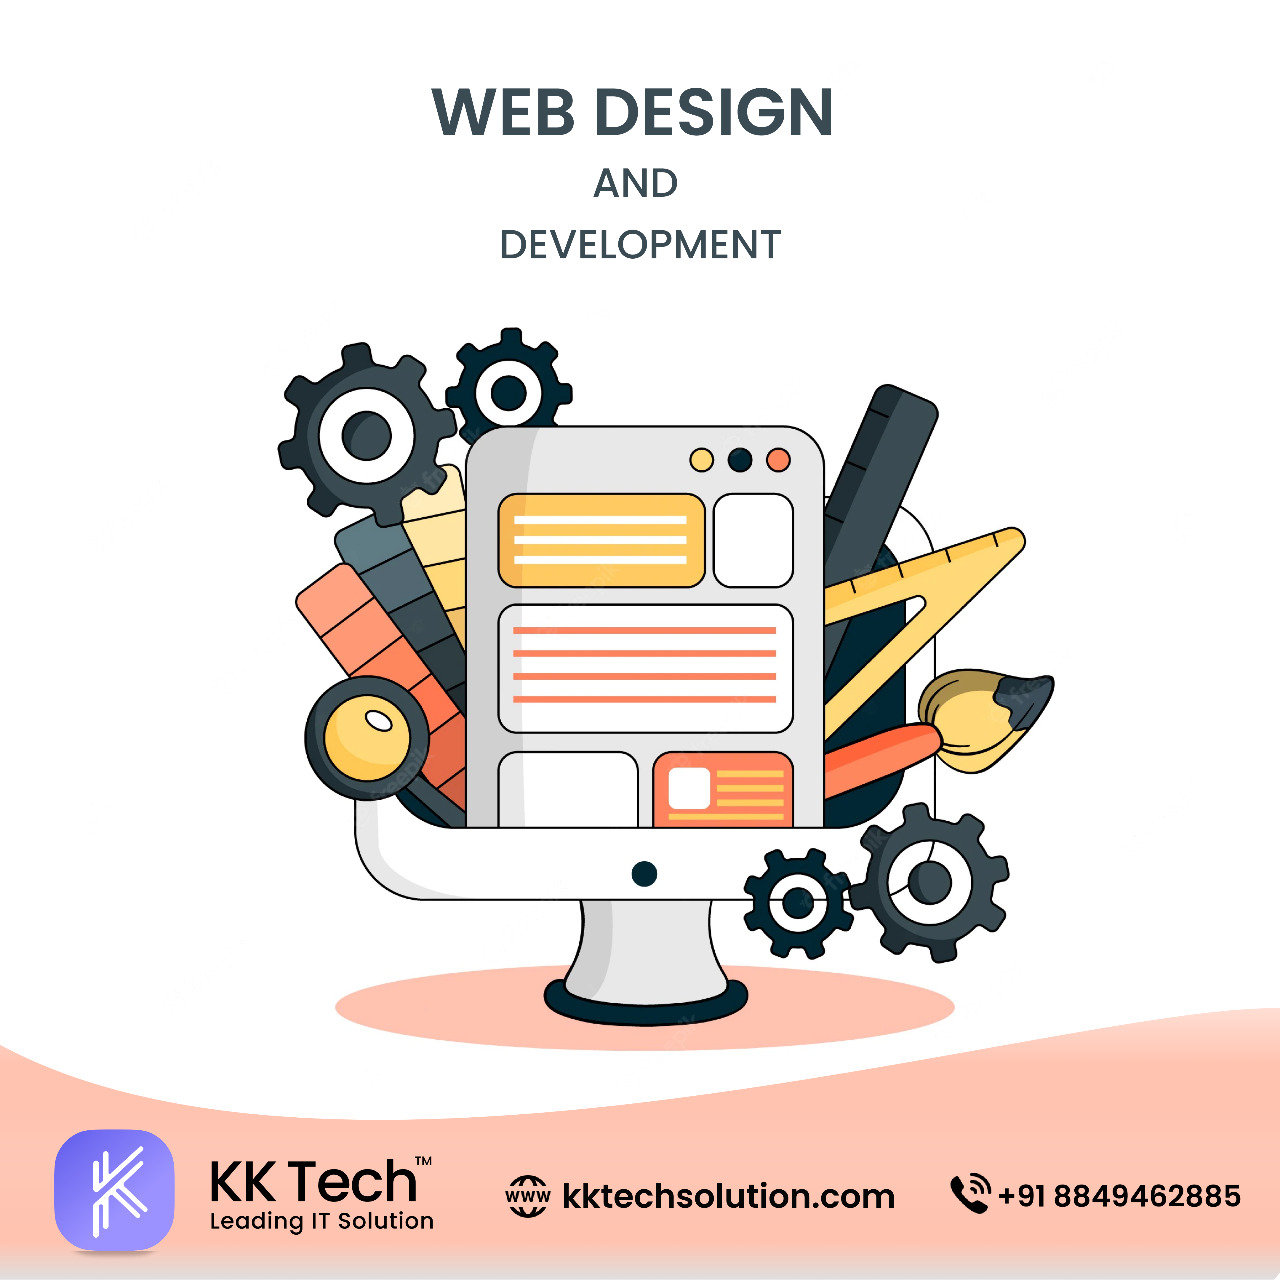 WEB DESIGN
AND
DEVELOPMENT
KK Tech™
Leading IT Solution
www
kktechsolution.com
+91 8849462885